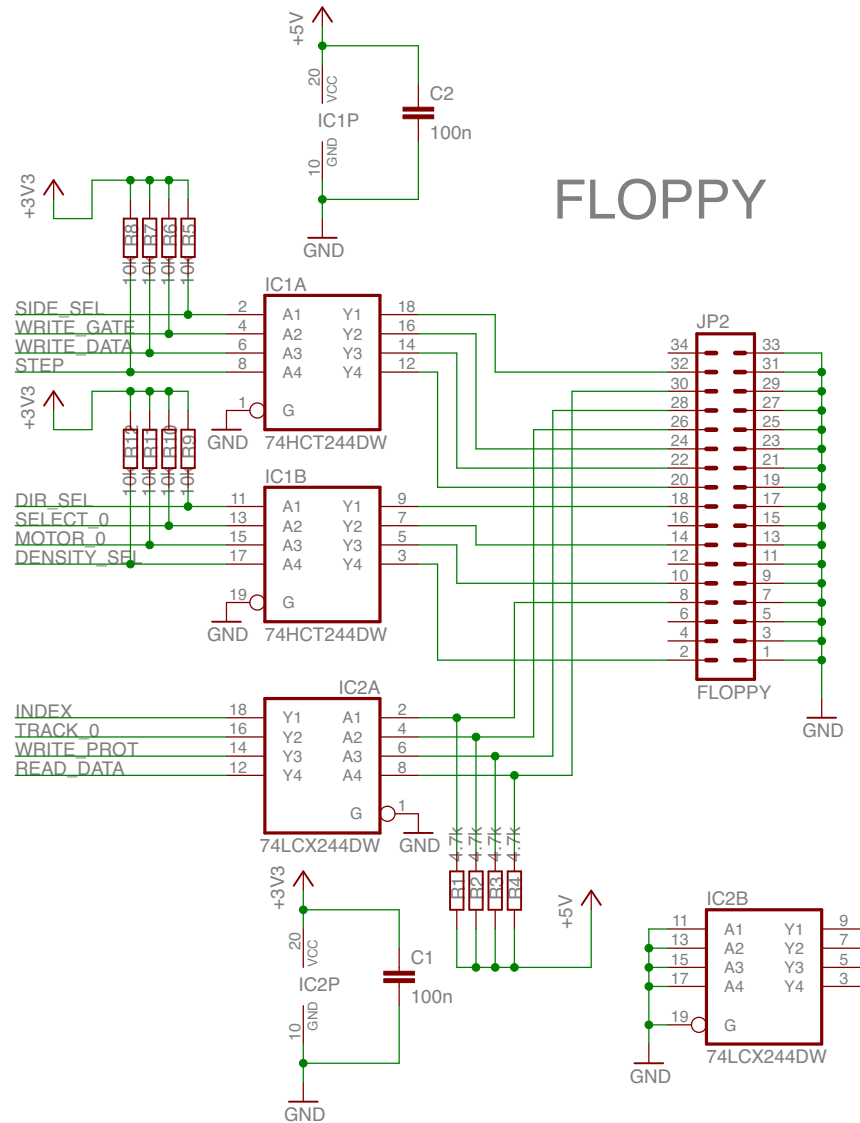 +5V
20
VCC
IC1P
10
GND
C2
100n
GND
FLOPPY
+3V3
R8
R7
R6
R5
10K
10K
10K
10K
IC1A
SIDE_SEL 2 A1 Y1 18
WRITE_GATE 4 A2 Y2 16
WRITE_DATA 6 A3 Y3 14
STEP 8 A4 Y4 12
1 G
GND
74HCT244DW
+3V3
R12
R11
R10
R9
10K
10K
10K
10K
IC1B
DIR_SEL 11 A1 Y1 9
SELECT_0 13 A2 Y2 7
MOTOR_0 15 A3 Y3 5
DENSITY_SEL 17 A4 Y4 3
19 G
GND
74HCT244DW
JP2
34 33
32 31
30 29
28 27
26 25
24 23
22 21
20 19
18 17
16 15
14 13
12 11
10 9
8 7
6 5
4 3
2 1
FLOPPY
GND
IC2A
INDEX 18 Y1 A1 2
TRACK_0 16 Y2 A2 4
WRITE_PROT 14 Y3 A3 6
READ_DATA 12 Y4 A4 8
G 1
GND
74LCX244DW
4.7k
4.7k
4.7k
4.7k
R1
R2
R3
R4
+5V
+3V3
20
VCC
IC2P
10
GND
C1
100n
GND
IC2B
11 A1 Y1 9
13 A2 Y2 7
15 A3 Y3 5
17 A4 Y4 3
19 G
74LCX244DW
GND